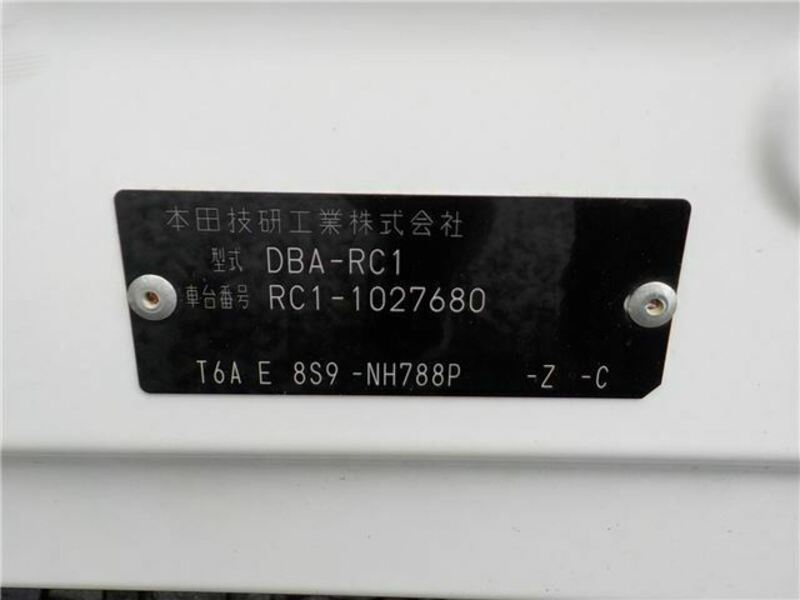 本田技研工業株式会社
型式 DBA-RC1
車台番号 RC1-1027680
T6A E 8S9 -NH788P -Z -C